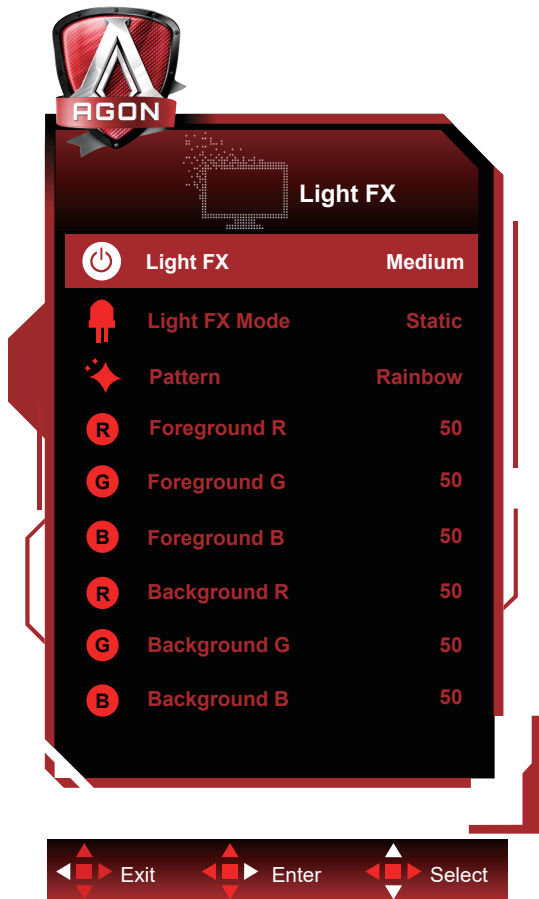 AGON
Light FX
Light FX Medium
Light FX Mode Static
Pattern Rainbow
R Foreground R 50
G Foreground G 50
B Foreground B 50
R Background R 50
G Background G 50
B Background B 50
Exit Enter Select